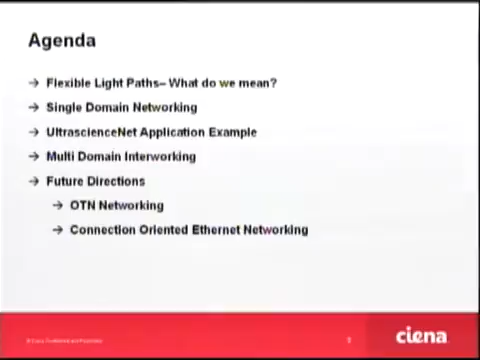 Agenda
→ Flexible Light Paths– What do we mean?
→ Single Domain Networking
→ UltrascienceNet Application Example
→ Multi Domain Interworking
→ Future Directions
→ OTN Networking
→ Connection Oriented Ethernet Networking
ciena